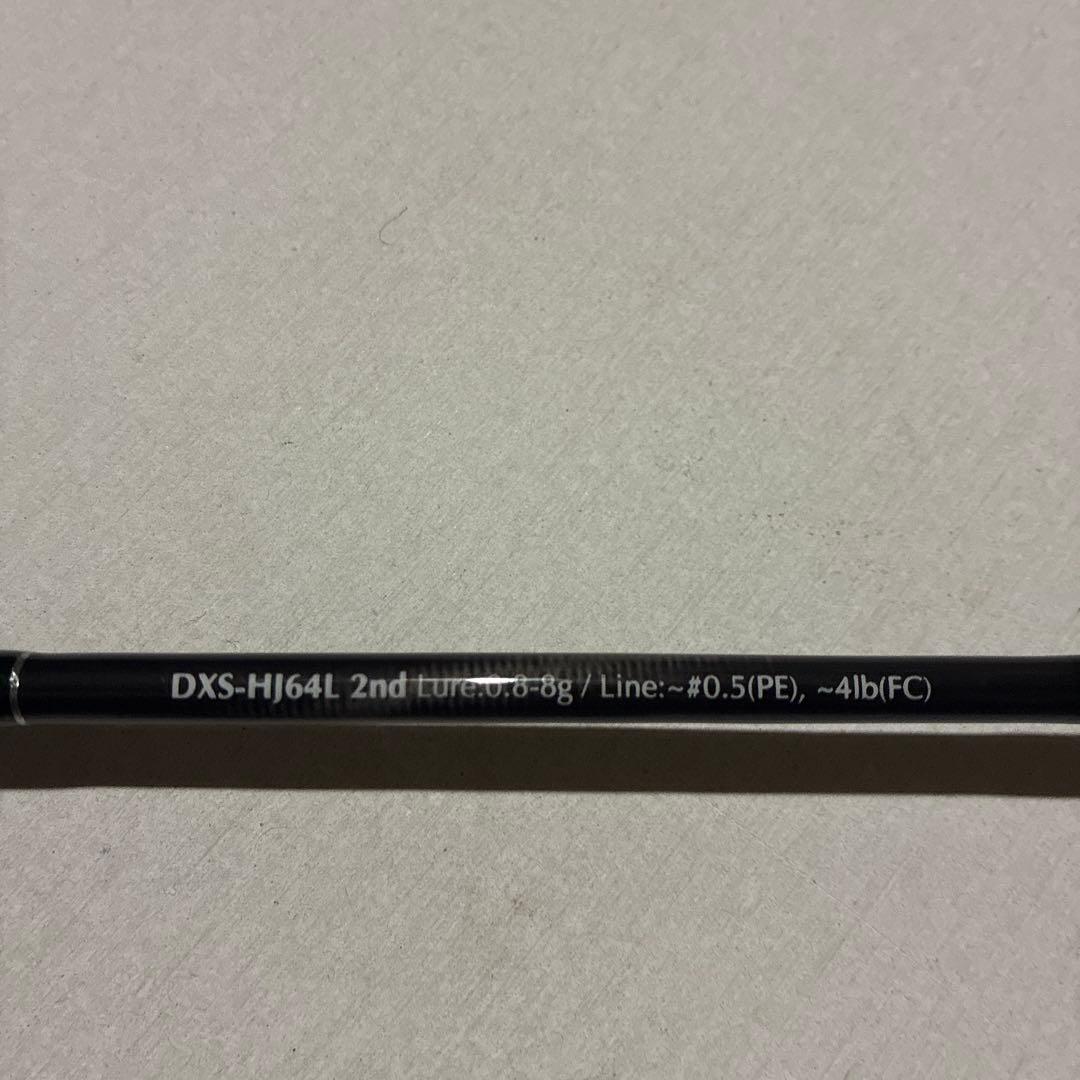 DXS-HJ64L 2nd Lure:0.8-8g / Line:~#0.5(PE), ~4lb(FC)